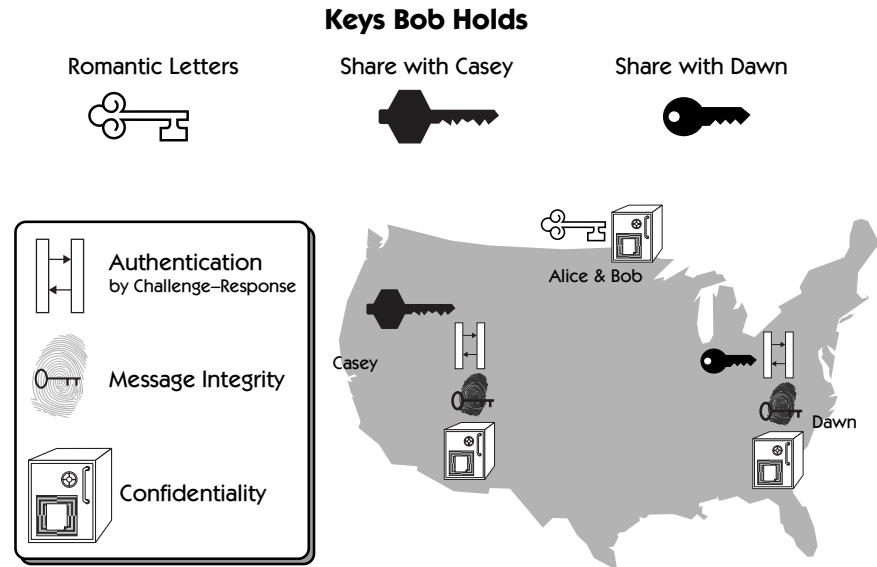 Keys Bob Holds
Romantic Letters
Share with Casey
Share with Dawn
Authentication
by Challenge–Response
Message Integrity
Confidentiality
Alice & Bob
Casey
Dawn